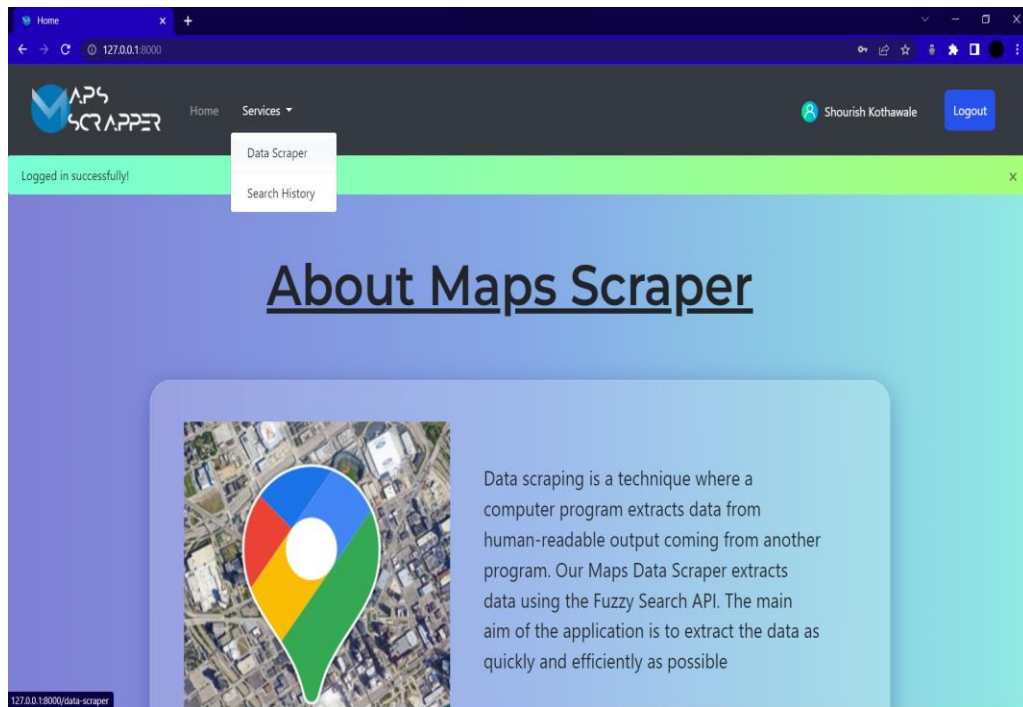 Home
127.0.0.1:8000
MAPS
SCRAPPER
Home Services Shourish Kothawale Logout
Data Scraper
Logged in successfully!
Search History
About Maps Scraper
Data scraping is a technique where a
computer program extracts data from
human-readable output coming from another
program. Our Maps Data Scraper extracts
data using the Fuzzy Search API. The main
aim of the application is to extract the data as
quickly and efficiently as possible
127.0.0.1:8000/data-scraper